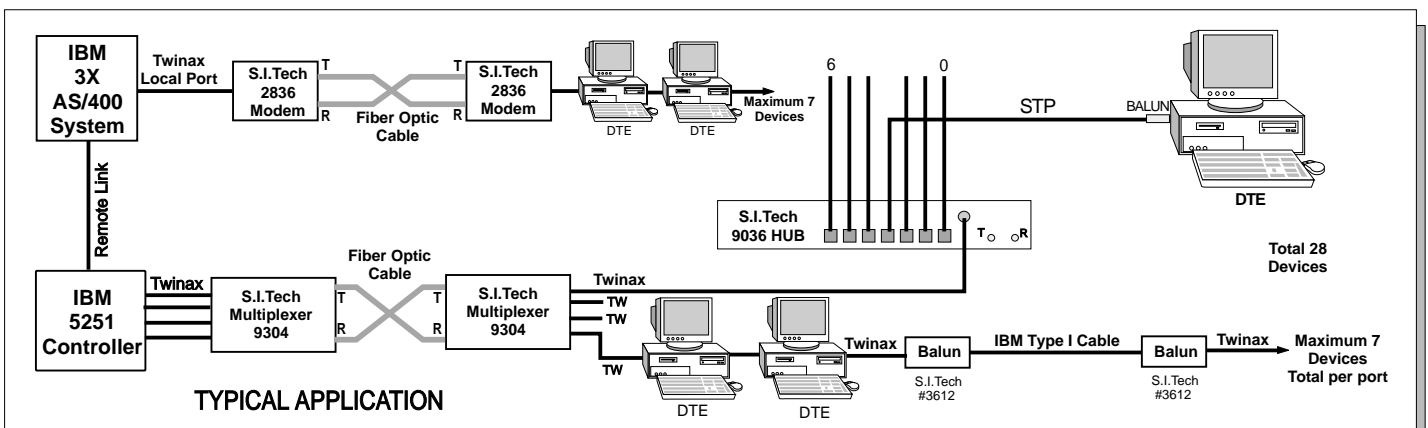 IBM
3X
AS/400
System
Twinax
Local Port
S.I.Tech
2836
Modem
T
R
Fiber Optic
Cable
T
R
S.I.Tech
2836
Modem
DTE
DTE
Maximum 7
Devices
6
0
STP
BALUN
DTE
S.I.Tech
9036 HUB
T
R
Total 28
Devices
Remote Link
IBM
5251
Controller
Twinax
S.I.Tech
Multiplexer
9304
T
R
Fiber Optic
Cable
T
R
S.I.Tech
Multiplexer
9304
Twinax
TW
TW
TW
DTE
DTE
Twinax
Balun
S.I.Tech
#3612
IBM Type I Cable
Balun
S.I.Tech
#3612
Twinax
Maximum 7
Devices
Total per port
TYPICAL APPLICATION